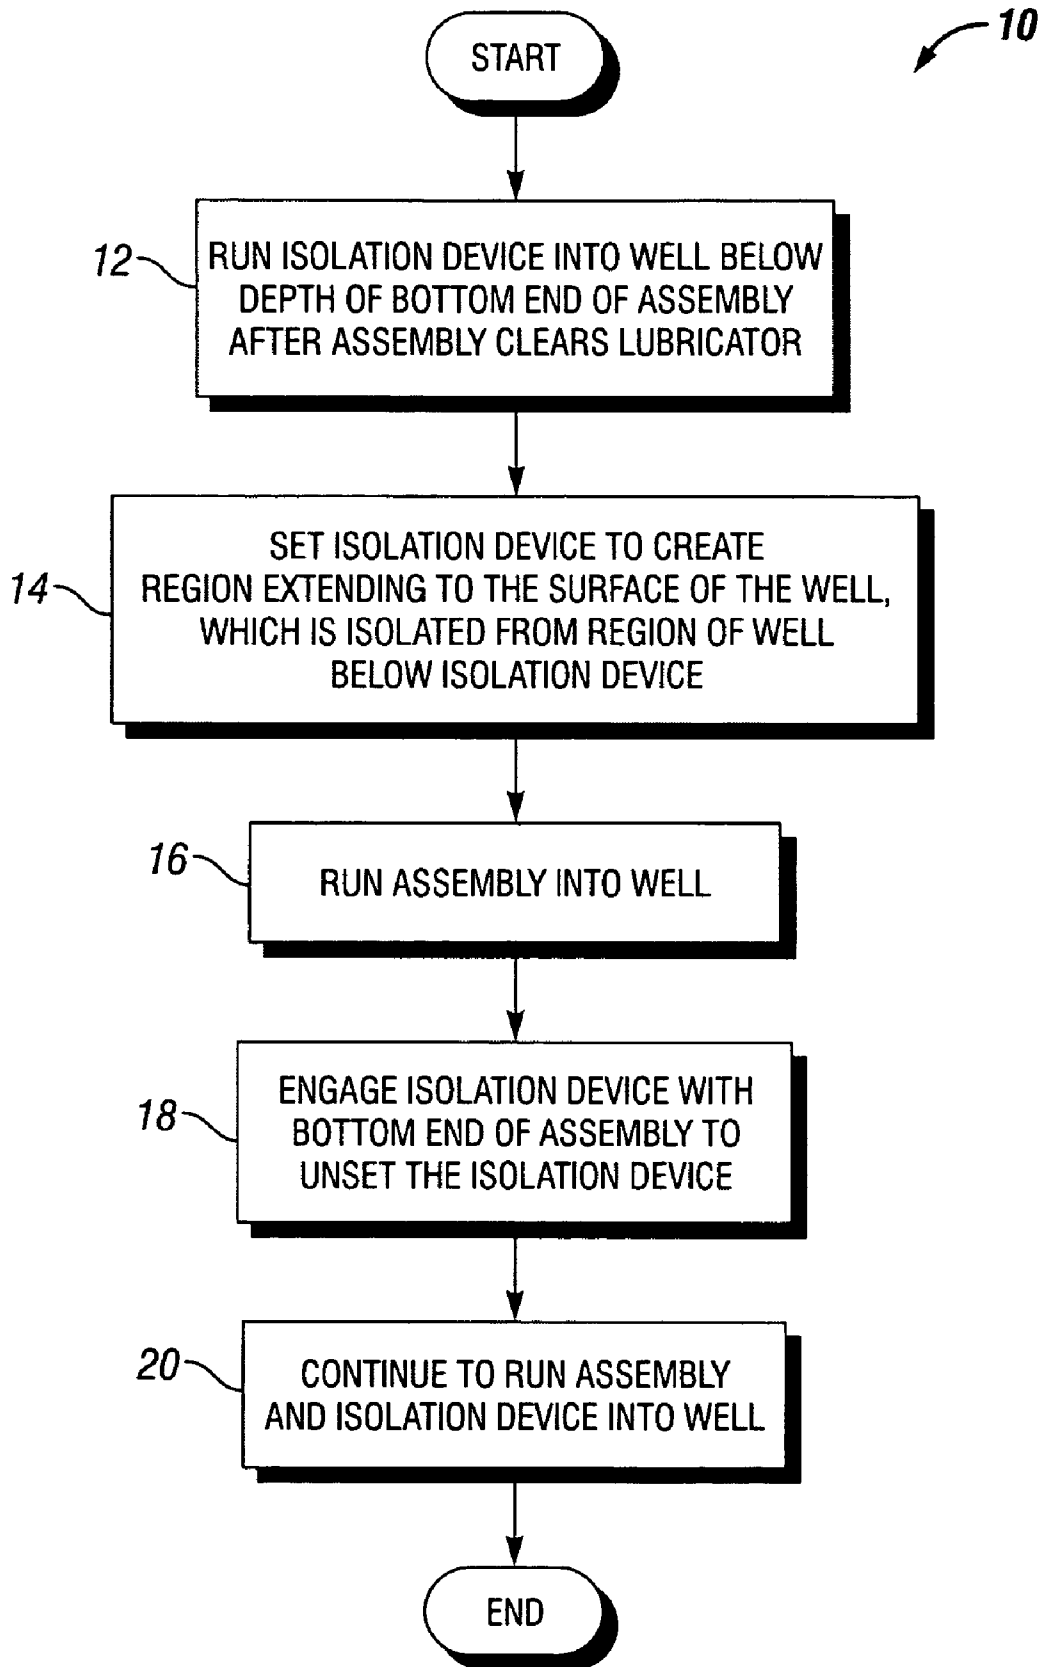 10
START
12
RUN ISOLATION DEVICE INTO WELL BELOW
DEPTH OF BOTTOM END OF ASSEMBLY
AFTER ASSEMBLY CLEARS LUBRICATOR
14
SET ISOLATION DEVICE TO CREATE
REGION EXTENDING TO THE SURFACE OF THE WELL,
WHICH IS ISOLATED FROM REGION OF WELL
BELOW ISOLATION DEVICE
16
RUN ASSEMBLY INTO WELL
18
ENGAGE ISOLATION DEVICE WITH
BOTTOM END OF ASSEMBLY TO
UNSET THE ISOLATION DEVICE
20
CONTINUE TO RUN ASSEMBLY
AND ISOLATION DEVICE INTO WELL
END